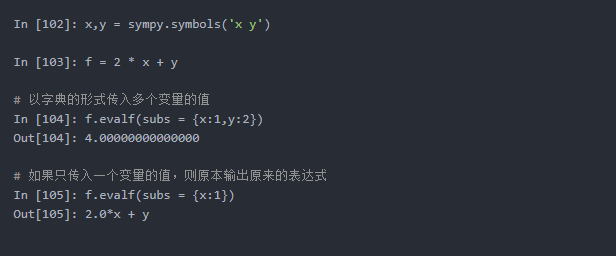 In [102]: x,y = sympy.symbols('x y')
In [103]: f = 2 * x + y
# 以字典的形式传入多个变量的值
In [104]: f.evalf(subs = {x:1,y:2})
Out[104]: 4.00000000000000
# 如果只传入一个变量的值，则原本输出原来的表达式
In [105]: f.evalf(subs = {x:1})
Out[105]: 2.0*x + y